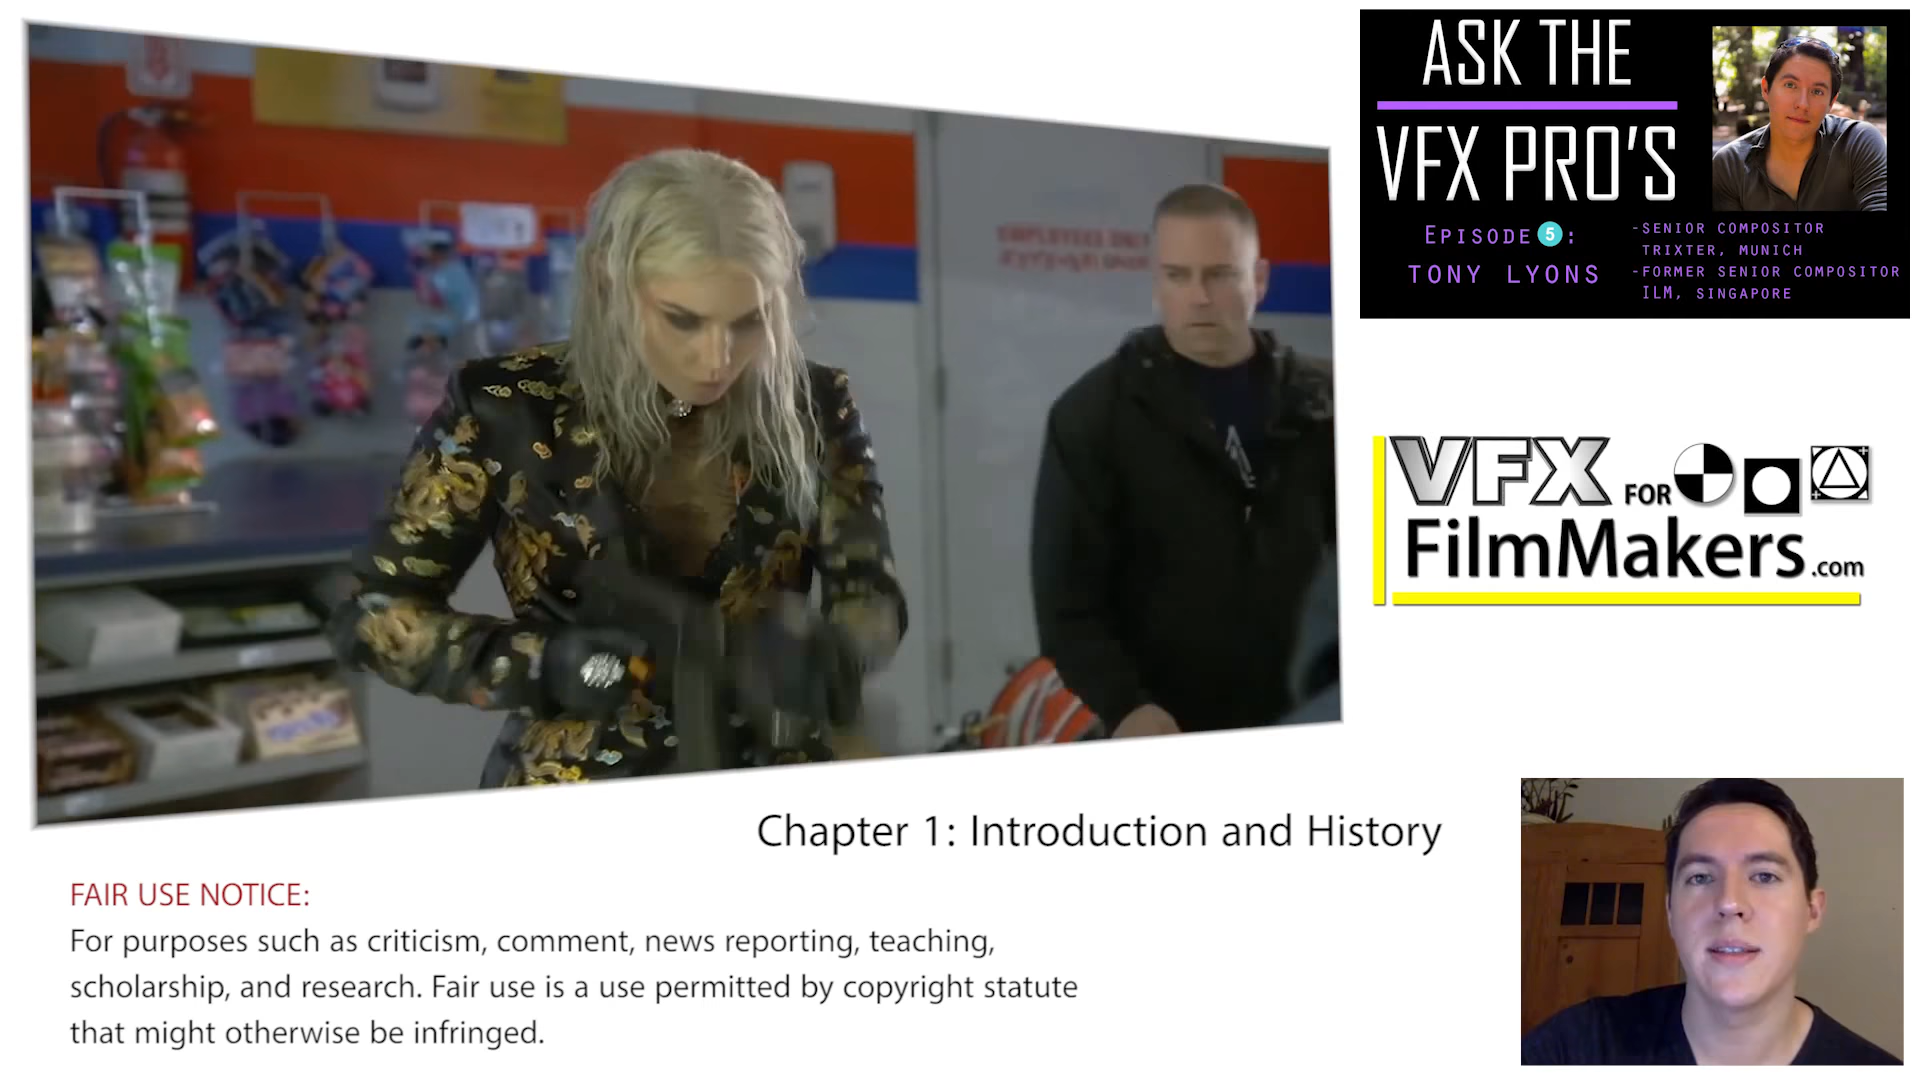 ASK THE
VFX PRO'S
EPISODE 5:
TONY LYONS
-SENIOR COMPOSITOR
TRIXTER, MUNICH
-FORMER SENIOR COMPOSITOR
ILM, SINGAPORE
EMPLOYEES ONLY
VFX FOR
FilmMakers.com
Chapter 1: Introduction and History
FAIR USE NOTICE:
For purposes such as criticism, comment, news reporting, teaching,
scholarship, and research. Fair use is a use permitted by copyright statute
that might otherwise be infringed.